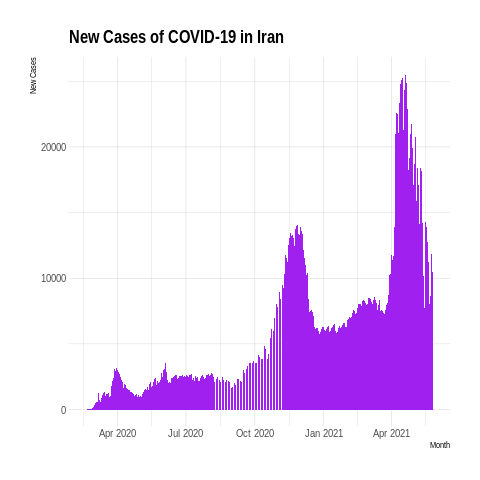 New Cases of COVID-19 in Iran
New Cases
20000
10000
0
Apr 2020 Jul 2020 Oct 2020 Jan 2021 Apr 2021
Month